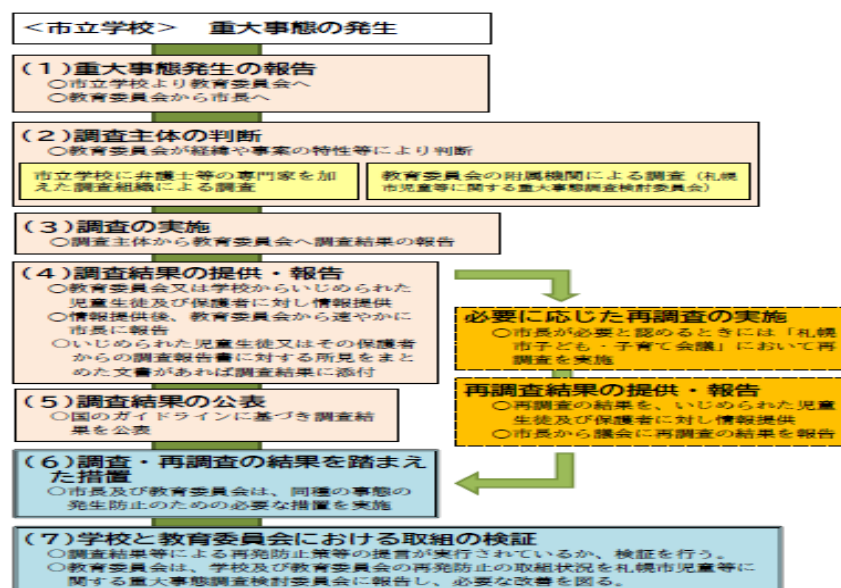 ＜市立学校＞　重大事態の発生
(１)重大事態発生の報告
○市立学校より教育委員会へ
○教育委員会から市長へ
(２)調査主体の判断
○教育委員会が経緯や事案の特性等により判断
市立学校に弁護士等の専門家を加
えた調査組織による調査
教育委員会の附属機関による調査（札幌
市児童等に関する重大事態調査検討委員会）
(３)調査の実施
○調査主体から教育委員会へ調査結果の報告
(４)調査結果の提供・報告
○教育委員会又は学校からいじめられた
児童生徒及び保護者に対し情報提供
○情報提供後、教育委員会から速やかに
市長に報告
○いじめられた児童生徒又はその保護者
からの調査報告書に対する所見をまと
めた文書があれば調査結果に添付
必要に応じた再調査の実施
○市長が必要と認めるときには「札幌
市子ども・子育て会議」において再
調査を実施
再調査結果の提供・報告
○再調査の結果を、いじめられた児童
生徒及び保護者に対し情報提供
○市長から議会に再調査の結果を報告
(５)調査結果の公表
○国のガイドラインに基づき調査結
果を公表
(６)調査・再調査の結果を踏まえ
た措置
○市長及び教育委員会は、同種の事態の
発生防止のための必要な措置を実施
(７)学校と教育委員会における取組の検証
○調査結果等による再発防止策等の提言が実行されているか、検証を行う。
○教育委員会は、学校及び教育委員会の再発防止の取組状況を札幌市児童等に
関する重大事態調査検討委員会に報告し、必要な改善を図る。